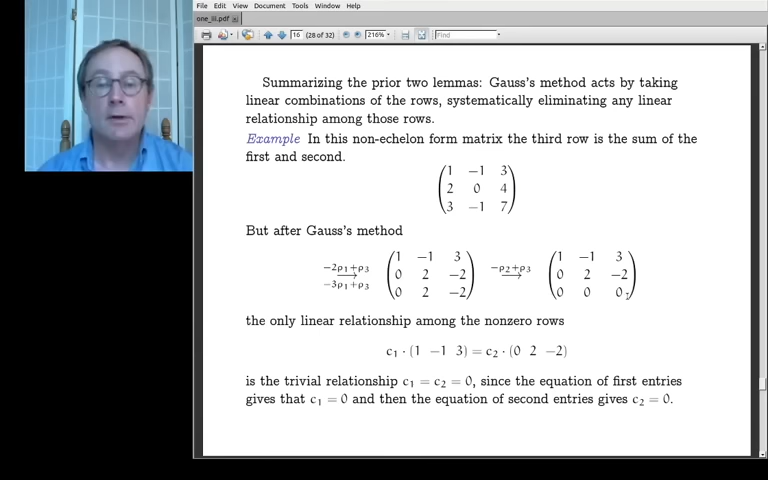 File Edit View Document Tools Window Help
one_iii.pdf
16 (28 of 32) 216% Find
Summarizing the prior two lemmas: Gauss's method acts by taking
linear combinations of the rows, systematically eliminating any linear
relationship among those rows.
Example In this non-echelon form matrix the third row is the sum of the
first and second.
1 −1 3
2 0 4
3 −1 7
But after Gauss's method
−2ρ1+ρ3
−3ρ1+ρ3
1 −1 3
0 2 −2
0 2 −2
−ρ2+ρ3
1 −1 3
0 2 −2
0 0 0
the only linear relationship among the nonzero rows
c1 · (1 −1 3) = c2 · (0 2 −2)
is the trivial relationship c1 = c2 = 0, since the equation of first entries
gives that c1 = 0 and then the equation of second entries gives c2 = 0.